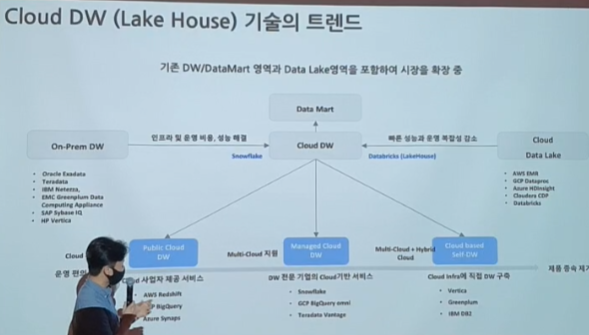 Cloud DW (Lake House) 기술의 트렌드
기존 DW/DataMart 영역과 Data Lake영역을 포함하여 시장을 확장 중
Data Mart
On-Prem DW
인프라 및 운영 비용, 성능 해결
Snowflake
Cloud DW
빠른 성능과 운영 복잡성 감소
Databricks (LakeHouse)
Cloud
Data Lake
• Oracle Exadata
• Teradata
• IBM Netezza,
• EMC Greenplum Data
Computing Appliance
• SAP Sybase IQ
• HP Vertica
• AWS EMR
• GCP Dataproc
• Azure HDInsight
• Cloudera CDP
• Databricks
Cloud
운영 편의
Public Cloud
DW
Multi-Cloud 지원
Managed Cloud
DW
Multi-Cloud + Hybrid
Cloud
Cloud based
Self DW
제품 종속 제거
사업자 제공 서비스
DW 전문 기업의 Cloud기반 서비스
Cloud Infra에 직접 DW 구축
AWS Redshift
BigQuery
Azure Synaps
• Snowflake
• GCP BigQuery omni
• Teradata Vantage
• Vertica
• Greenplum
• IBM DB2